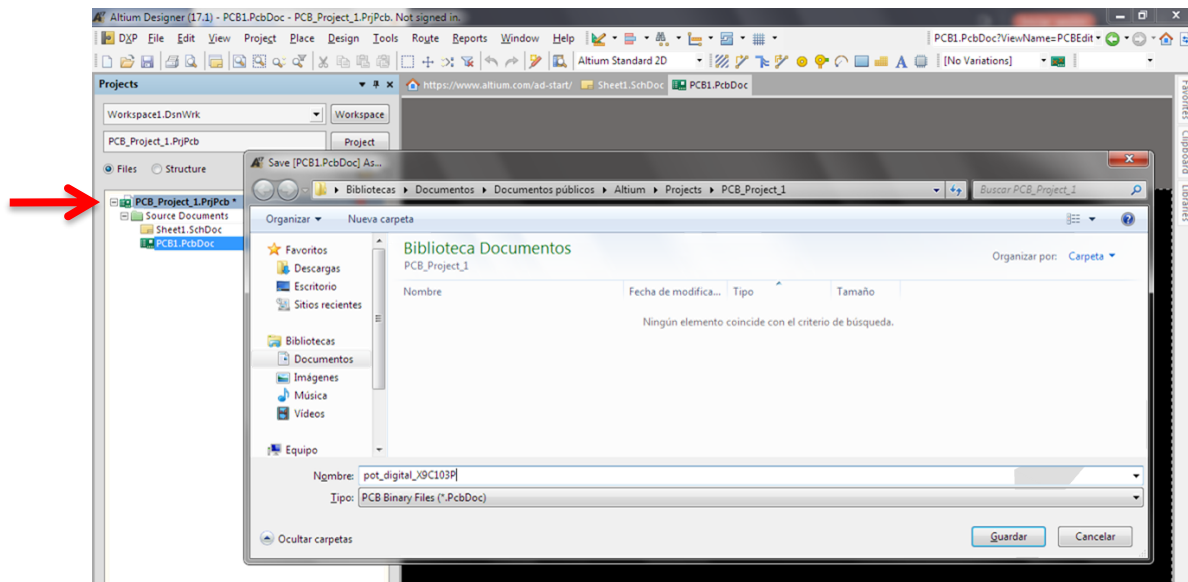 Altium Designer (17.1) - PCB1.PcbDoc - PCB_Project_1.PrjPcb. Not signed in.
DXP File Edit View Project Place Design Tools Route Reports Window Help PCB1.PcbDoc?ViewName=PCBEdit
Altium Standard 2D [No Variations]
Projects https://www.altium.com/ad-start/ Sheet1.SchDoc PCB1.PcbDoc
Workspace1.DsnWrk Workspace
PCB_Project_1.PrjPcb Project
Files Structure
PCB_Project_1.PrjPcb *
Source Documents
Sheet1.SchDoc
PCB1.PcbDoc
Favorites
Clipboard
Libraries
Save [PCB1.PcbDoc] As...
Bibliotecas Documentos Documentos públicos Altium Projects PCB_Project_1 Buscar PCB_Project_1
Organizar Nueva carpeta
Favoritos
Descargas
Escritorio
Sitios recientes
Bibliotecas
Documentos
Imágenes
Música
Vídeos
Equipo
Biblioteca Documentos
PCB_Project_1
Organizar por: Carpeta
Nombre Fecha de modifica... Tipo Tamaño
Ningún elemento coincide con el criterio de búsqueda.
Nombre: pot_digital_X9C103P
Tipo: PCB Binary Files (*.PcbDoc)
Ocultar carpetas Guardar Cancelar